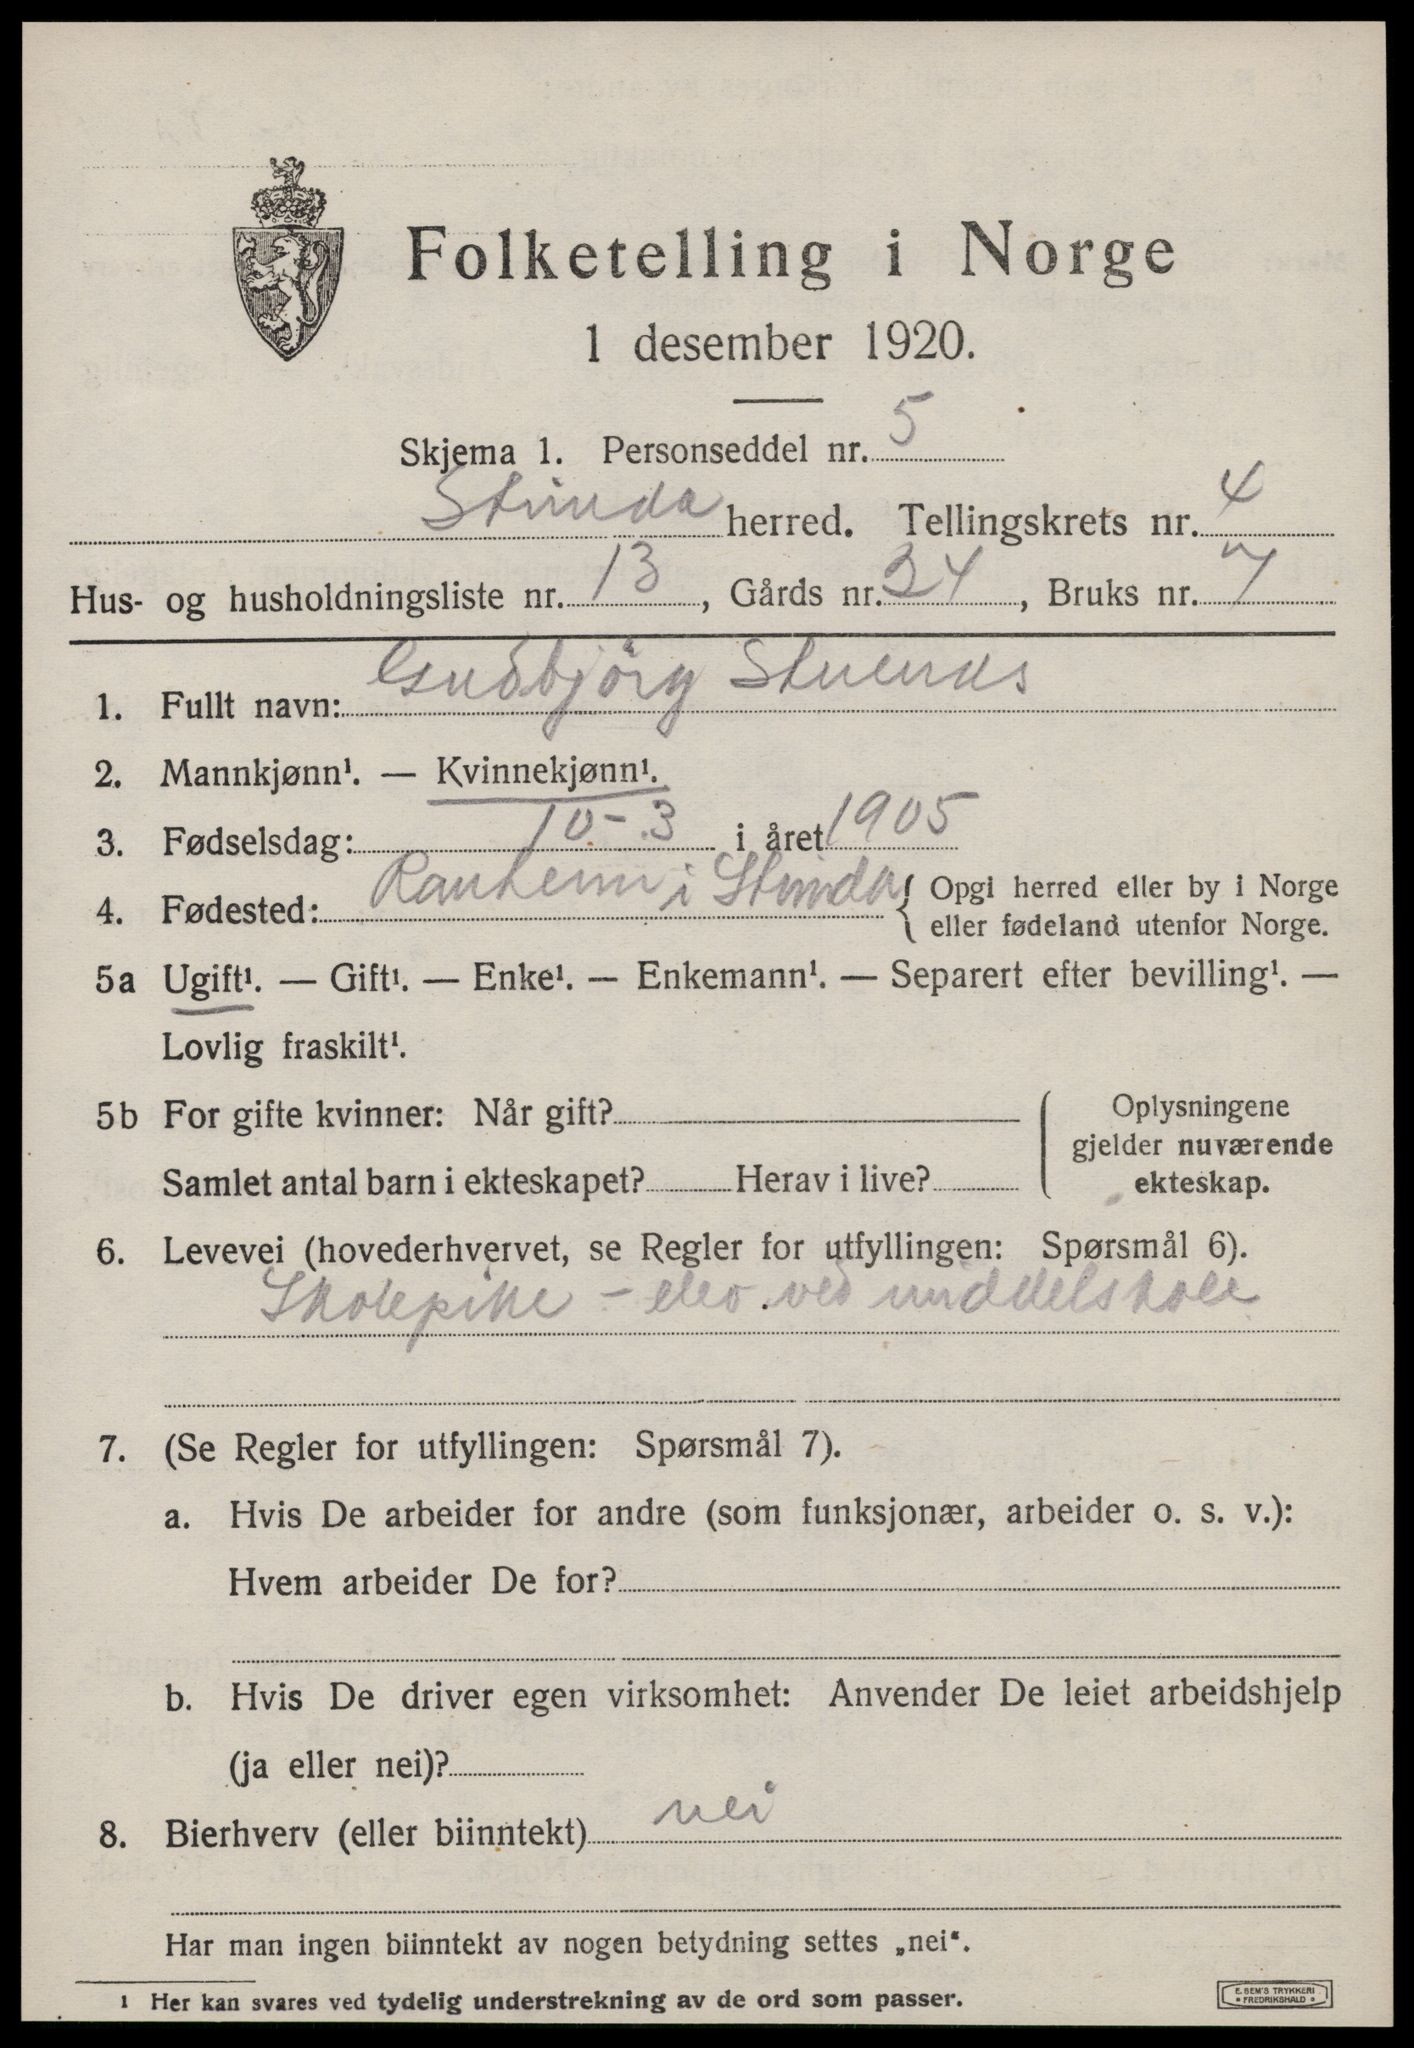 Folketelling i Norge
1 desember 1920.
Skjema 1. Personseddel nr. 5
Strinda herred. Tellingskrets nr. 4
Hus- og husholdningsliste nr. 13, Gårds nr. 34, Bruks nr. 7
1. Fullt navn: Gudbjörg
2. Mannkjønn¹. — Kvinnekjønn¹.
3. Fødselsdag: 10-3 i året 1905
4. Fødested: Ranheim i Strinda { Opgi herred eller by i Norge
eller fødeland utenfor Norge.
5a Ugift¹. — Gift¹. — Enke¹. — Enkemann¹. — Separert efter bevilling¹. —
Lovlig fraskilt¹.
5b For gifte kvinner: Når gift?
Samlet antal barn i ekteskapet? Herav i live?
Oplysningene
gjelder nuværende
ekteskap.
6. Levevei (hovederhvervet, se Regler for utfyllingen: Spørsmål 6).
Skolepike - elev ved middelskole
7. (Se Regler for utfyllingen: Spørsmål 7).
a. Hvis De arbeider for andre (som funksjonær, arbeider o. s. v.):
Hvem arbeider De for?
b. Hvis De driver egen virksomhet: Anvender De leiet arbeidshjelp
(ja eller nei)?
8. Bierhverv (eller biinntekt) nei
Har man ingen biinntekt av nogen betydning settes „nei“.
¹ Her kan svares ved tydelig understrekning av de ord som passer.
E. SEM'S TRYKKERI
• FREDRIKSHALD •